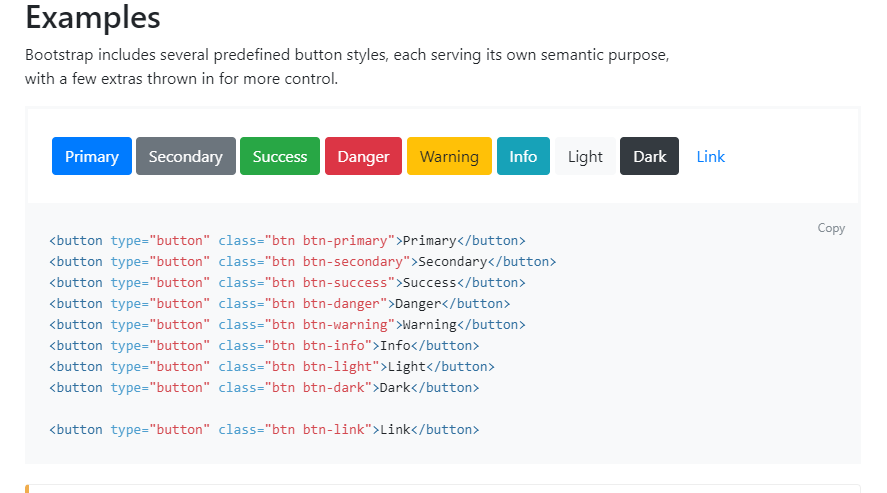 Examples
Bootstrap includes several predefined button styles, each serving its own semantic purpose,
with a few extras thrown in for more control.
Primary Secondary Success Danger Warning Info Light Dark Link
Copy
<button type="button" class="btn btn-primary">Primary</button>
<button type="button" class="btn btn-secondary">Secondary</button>
<button type="button" class="btn btn-success">Success</button>
<button type="button" class="btn btn-danger">Danger</button>
<button type="button" class="btn btn-warning">Warning</button>
<button type="button" class="btn btn-info">Info</button>
<button type="button" class="btn btn-light">Light</button>
<button type="button" class="btn btn-dark">Dark</button>
<button type="button" class="btn btn-link">Link</button>